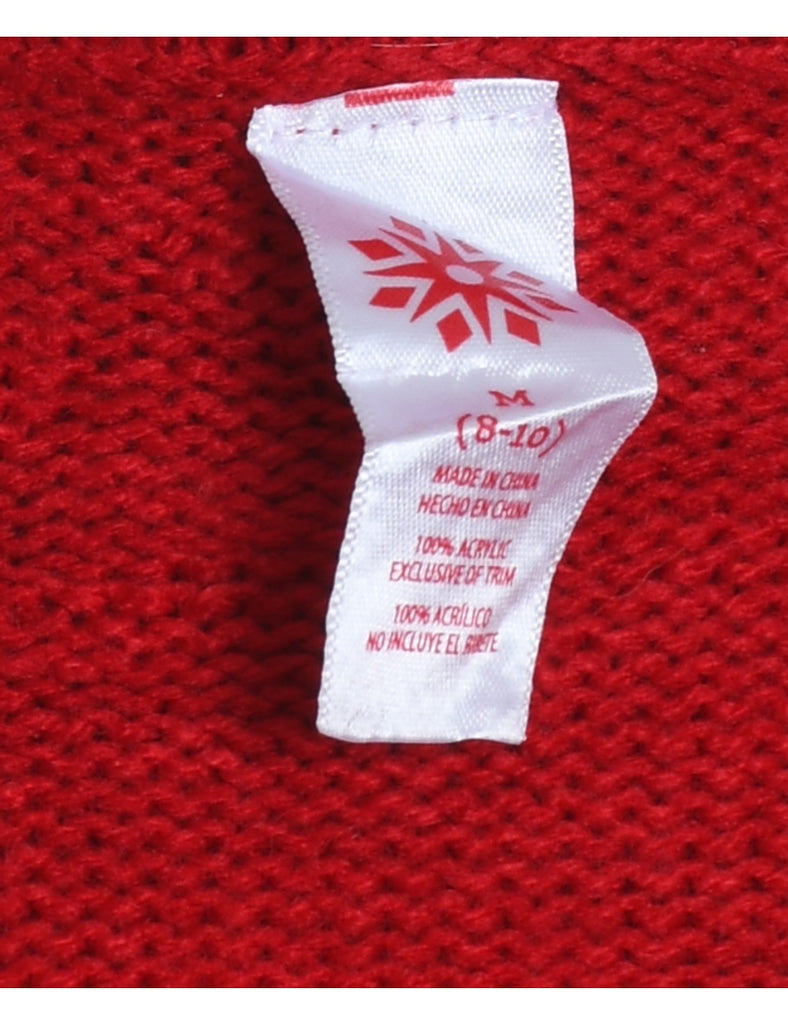 M
(8-10)
MADE IN CHINA
HECHO EN CHINA
100% ACRYLIC
EXCLUSIVE OF TRIM
100% ACRÍLICO
NO INCLUYE EL RIBETE